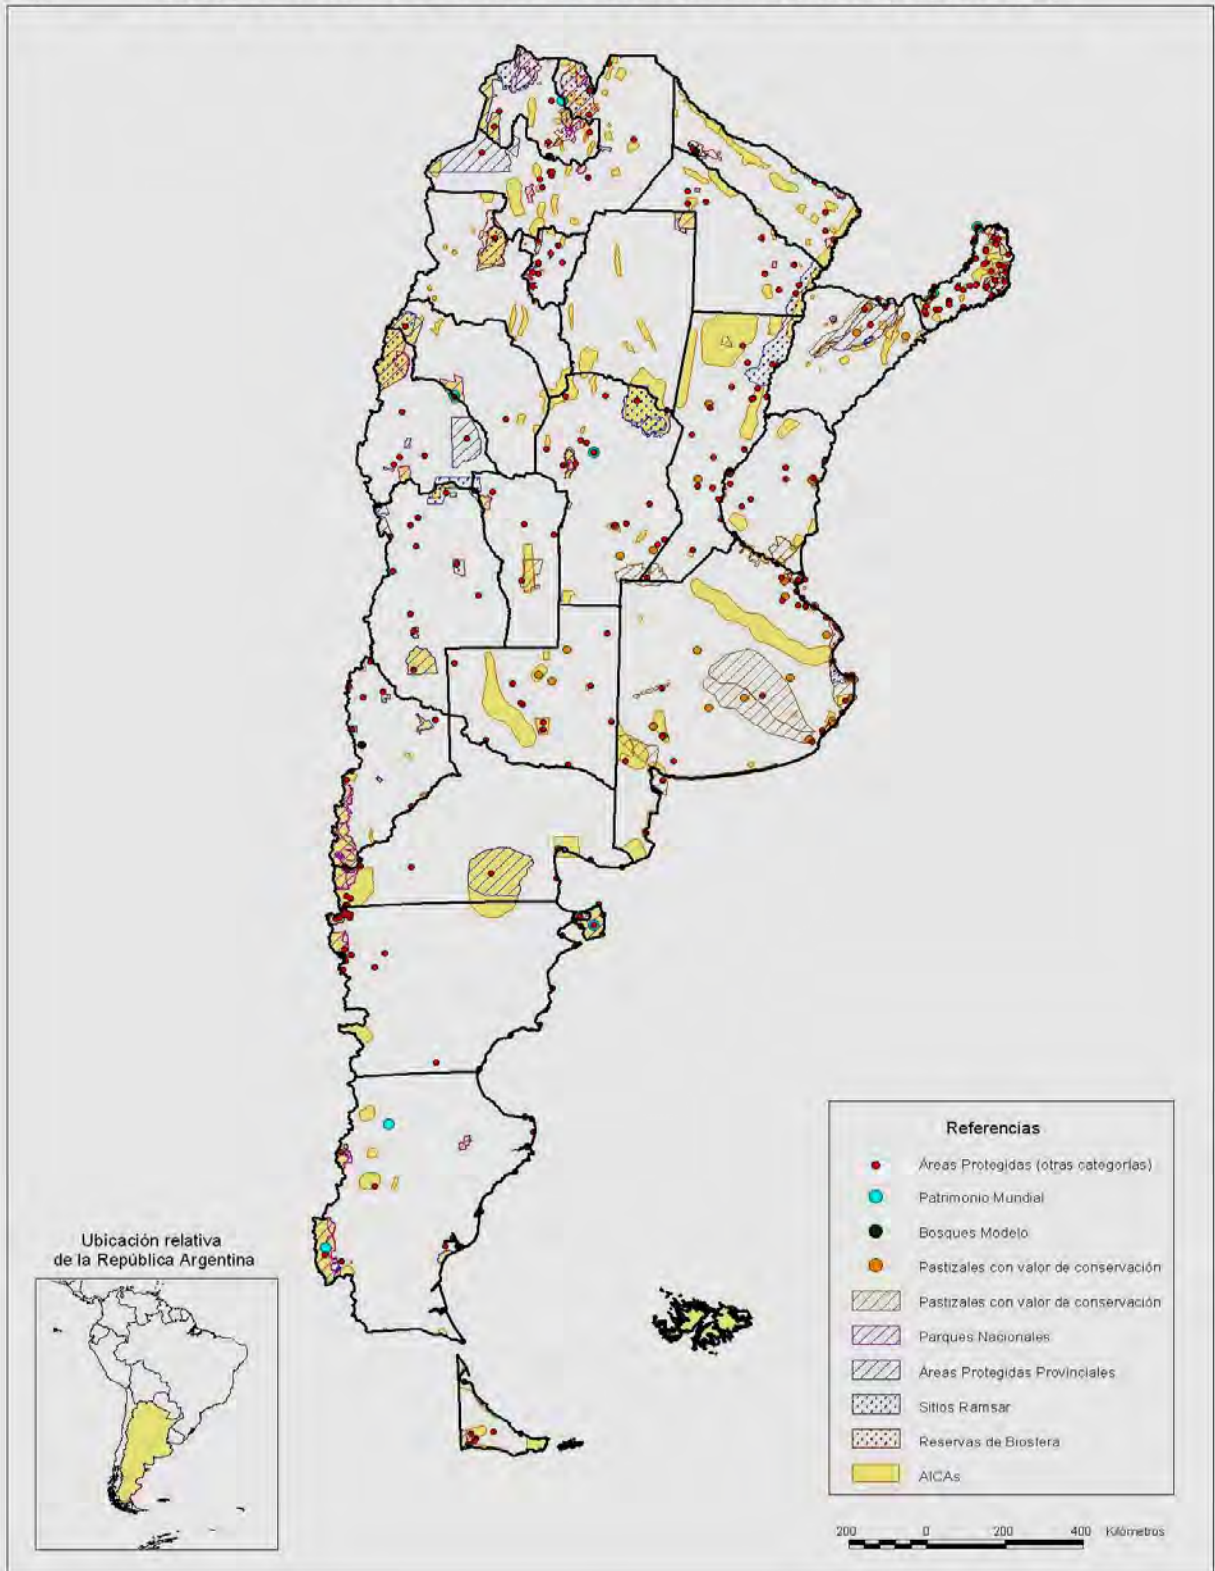 Referencias
Áreas Protegidas (otras categorías)
Patrimonio Mundial
Bosques Modelo
Pastizales con valor de conservación
Pastizales con valor de conservación
Parques Nacionales
Áreas Protegidas Provinciales
Sitios Ramsar
Reservas de Biosfera
AICAs
Ubicación relativa
de la República Argentina
200 0 200 400 Kilómetros